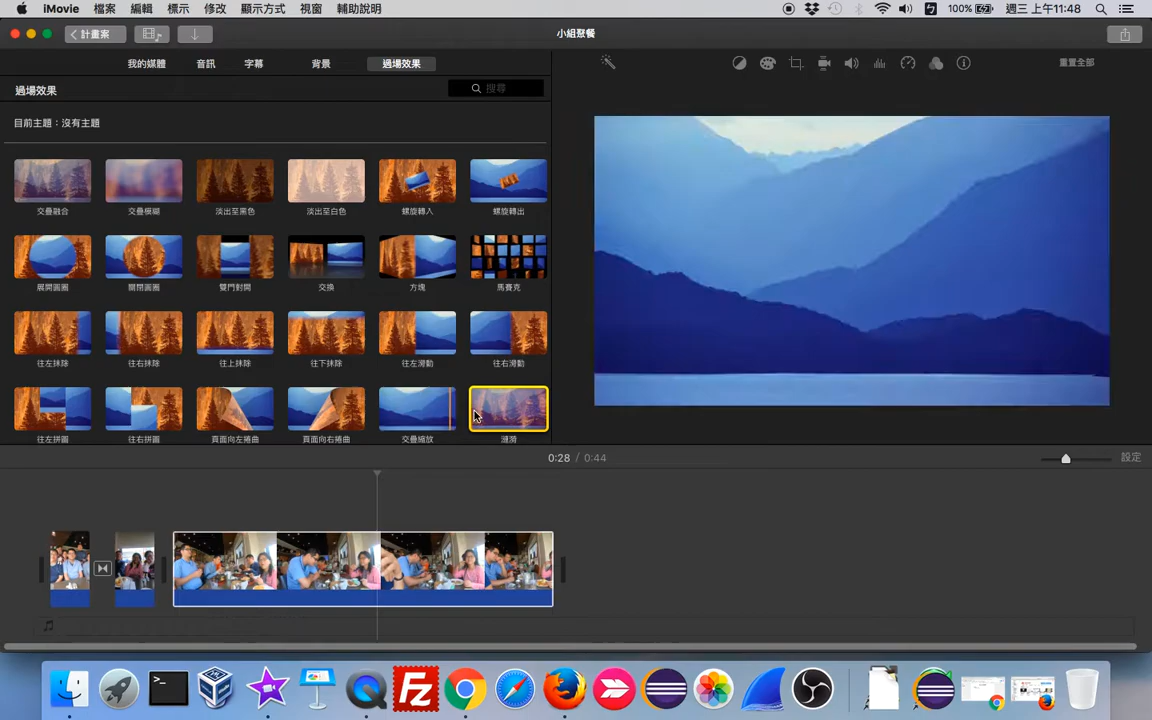 iMovie 檔案 編輯 標示 修改 顯示方式 視窗 輔助說明 100% 週三 上午11:48
計畫案 小組聚餐
我的媒體 音訊 字幕 背景 過場效果 重置全部
過場效果 搜尋
目前主題：沒有主題
交疊融合 交疊模糊 淡出至黑色 淡出至白色 螺旋轉入 螺旋轉出
展開圓圈 關閉圓圈 雙門對開 交換 方塊 馬賽克
往左抹除 往右抹除 往上抹除 往下抹除 往左滑動 往右滑動
往左拼圖 往右拼圖 頁面向左捲曲 頁面向右捲曲 交疊縮放 漣漪
0:28 / 0:44 設定
>_
Fz